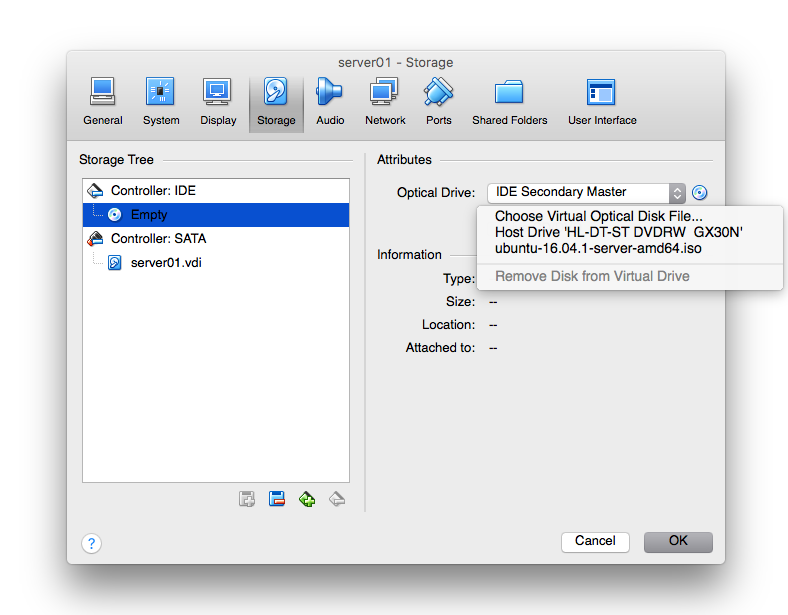 server01 - Storage
General System Display Storage Audio Network Ports Shared Folders User Interface
Storage Tree
Controller: IDE
Empty
Controller: SATA
server01.vdi
Attributes
Optical Drive: IDE Secondary Master
Choose Virtual Optical Disk File...
Host Drive 'HL-DT-ST DVDRW  GX30N'
ubuntu-16.04.1-server-amd64.iso
Remove Disk from Virtual Drive
Information
Type:
Size: --
Location: --
Attached to: --
?
Cancel OK